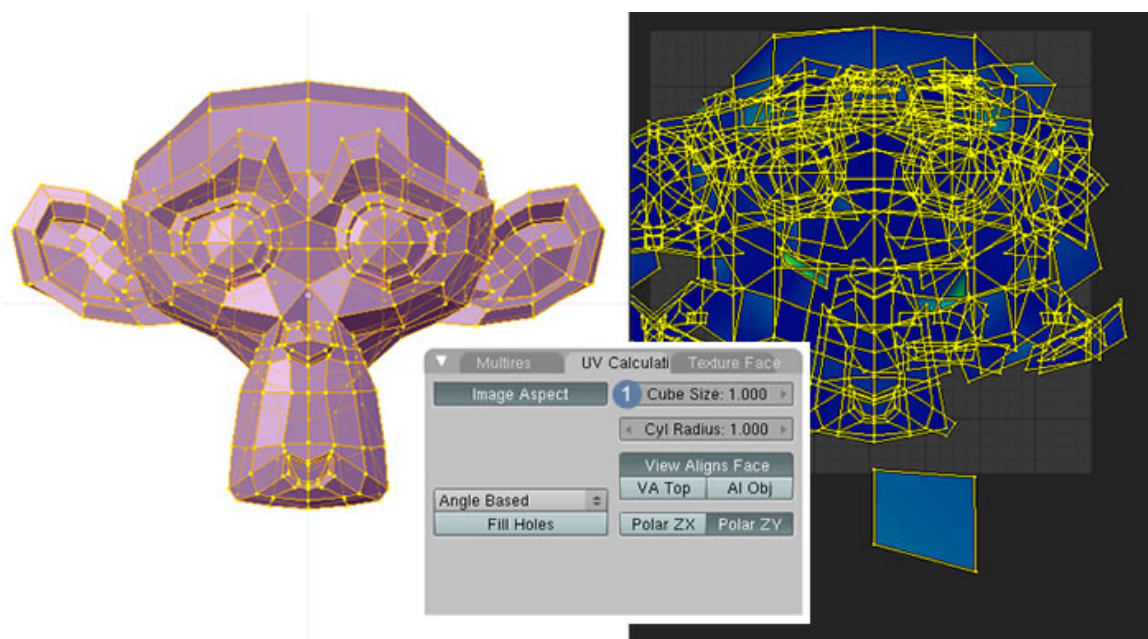 Multires UV Calculati Texture Face
Image Aspect
1 Cube Size: 1.000
Cyl Radius: 1.000
View Aligns Face
VA Top Al Obj
Angle Based
Fill Holes
Polar ZX Polar ZY